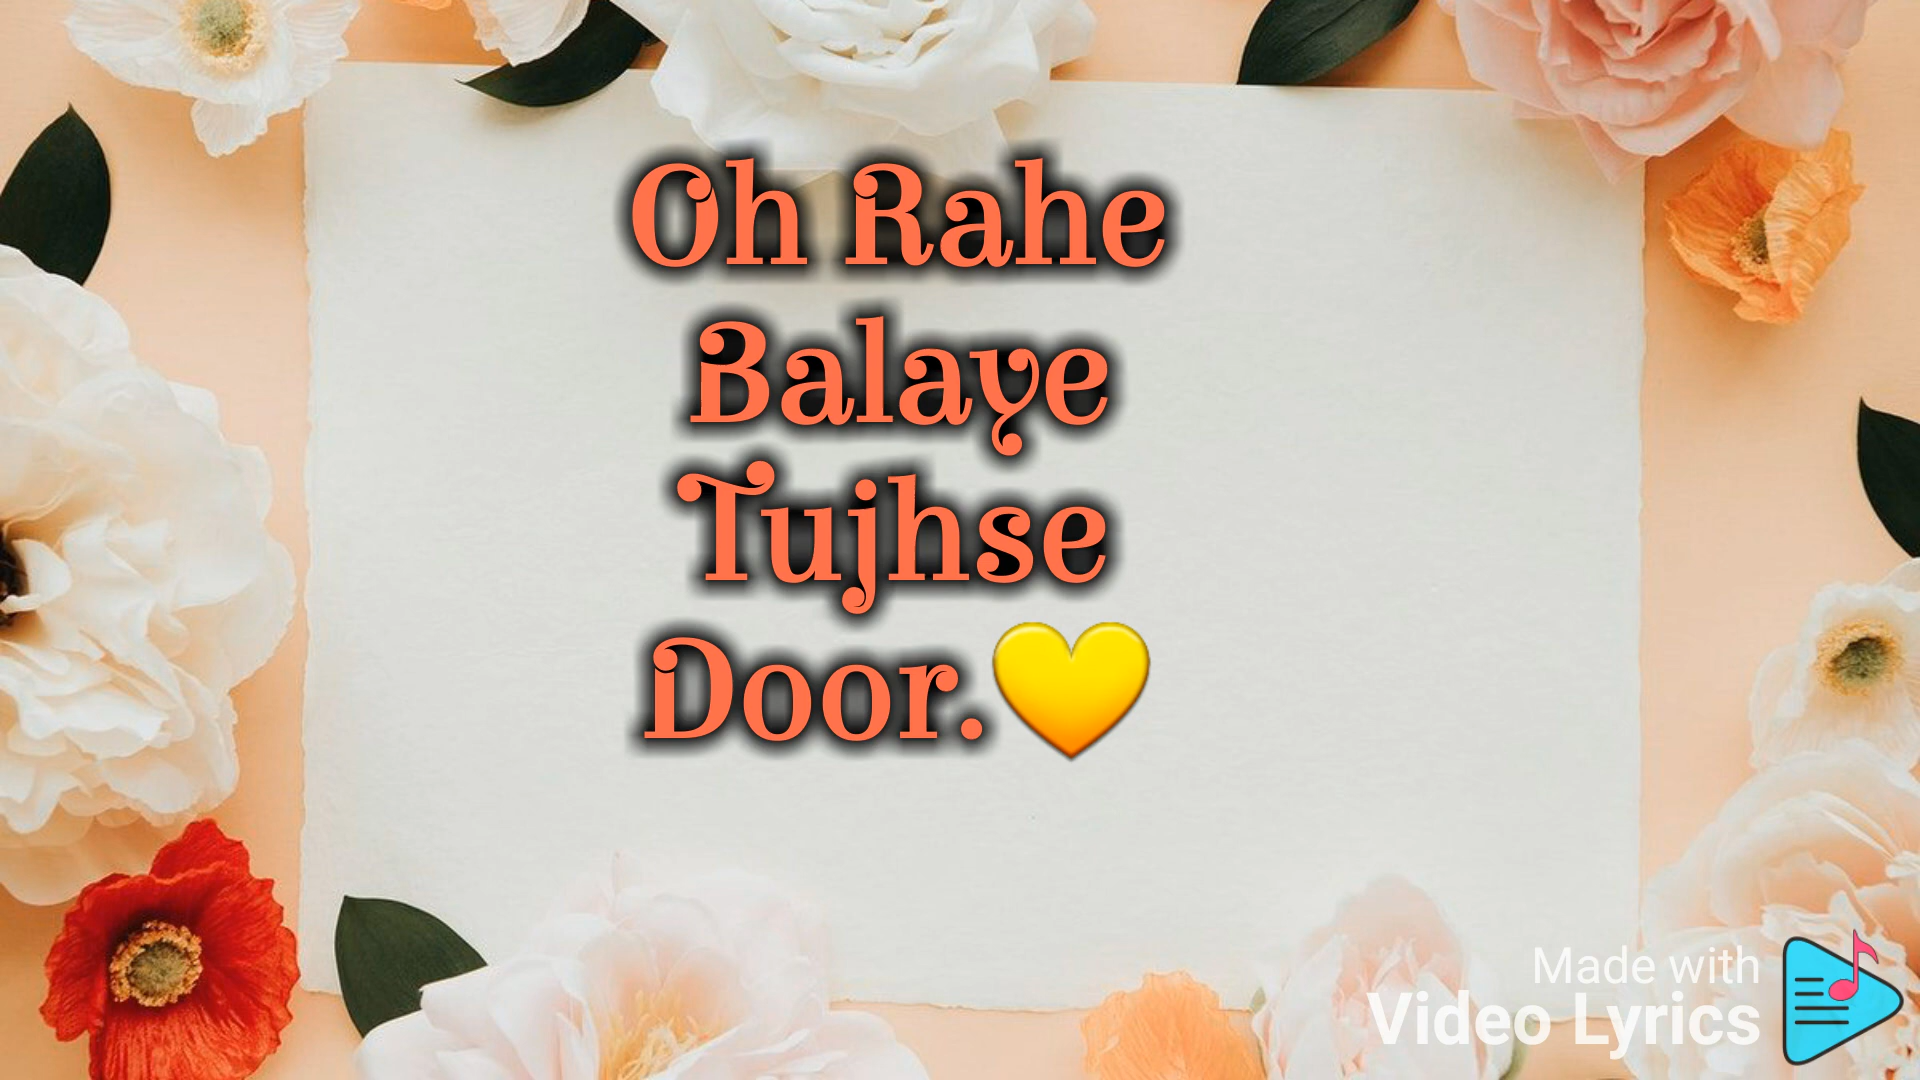 Oh Rahe
Balaye
Tujhse
Door.💛
Made with
Video Lyrics